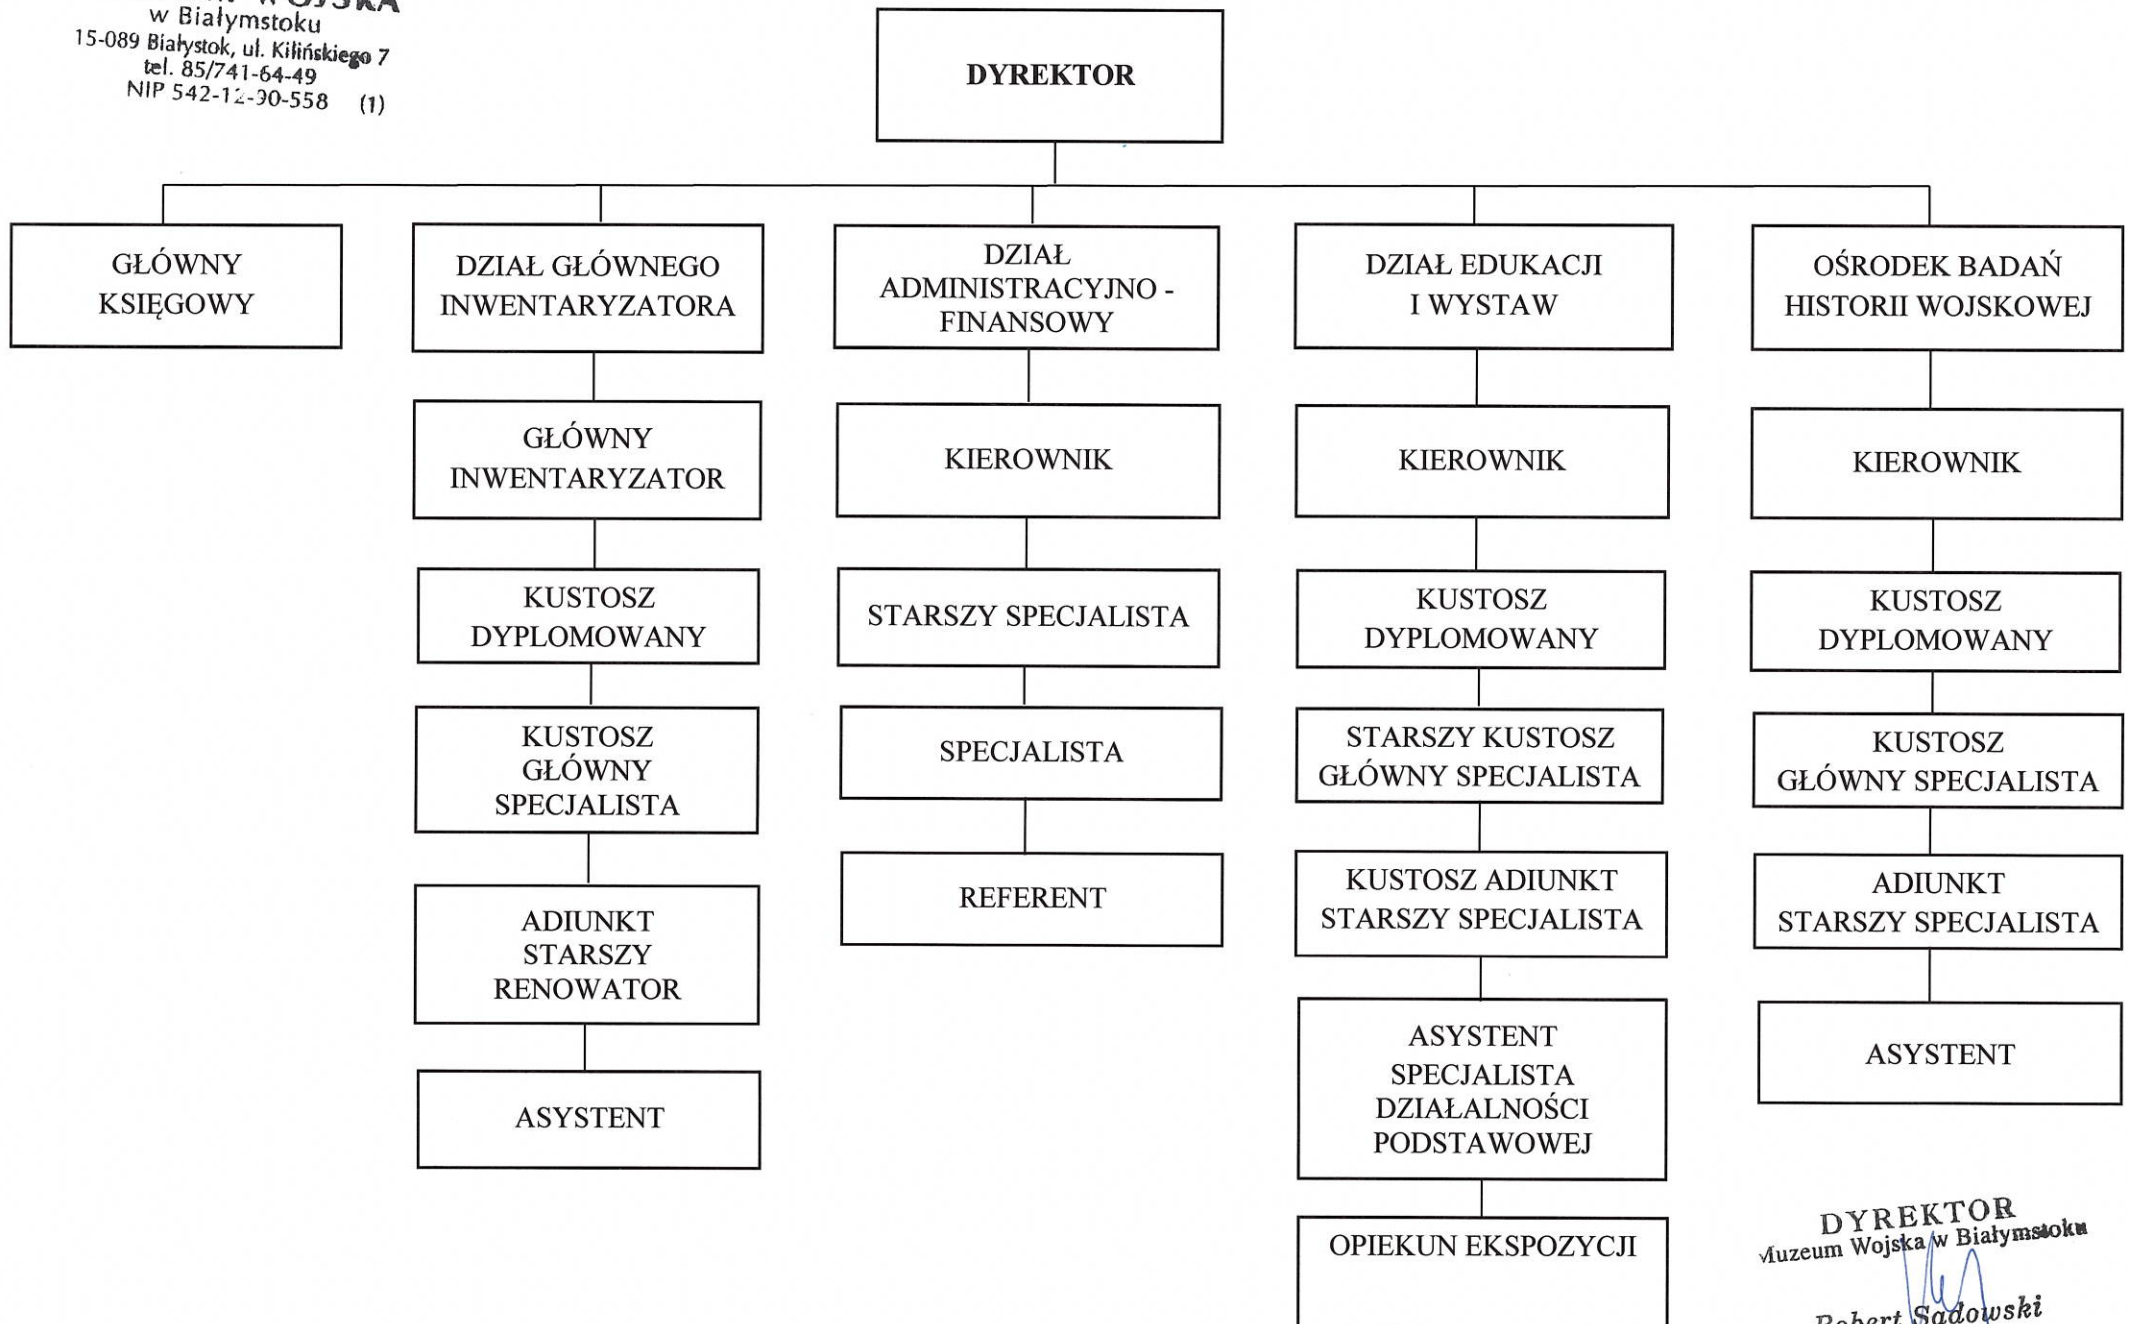 WOJSKA
w Białymstoku
15-089 Białystok, ul. Kilińskiego 7
tel. 85/741-64-49
NIP 542-12-90-558 (1)
DYREKTOR
GŁÓWNY
KSIĘGOWY
DZIAŁ GŁÓWNEGO
INWENTARYZATORA
GŁÓWNY
INWENTARYZATOR
KUSTOSZ
DYPLOMOWANY
KUSTOSZ
GŁÓWNY
SPECJALISTA
ADIUNKT
STARSZY
RENOWATOR
ASYSTENT
DZIAŁ
ADMINISTRACYJNO -
FINANSOWY
KIEROWNIK
STARSZY SPECJALISTA
SPECJALISTA
REFERENT
DZIAŁ EDUKACJI
I WYSTAW
KIEROWNIK
KUSTOSZ
DYPLOMOWANY
STARSZY KUSTOSZ
GŁÓWNY SPECJALISTA
KUSTOSZ ADIUNKT
STARSZY SPECJALISTA
ASYSTENT
SPECJALISTA
DZIAŁALNOŚCI
PODSTAWOWEJ
OPIEKUN EKSPOZYCJI
OŚRODEK BADAŃ
HISTORII WOJSKOWEJ
KIEROWNIK
KUSTOSZ
DYPLOMOWANY
KUSTOSZ
GŁÓWNY SPECJALISTA
ADIUNKT
STARSZY SPECJALISTA
ASYSTENT
DYREKTOR
Muzeum Wojska w Białymstoku
Robert Sadowski